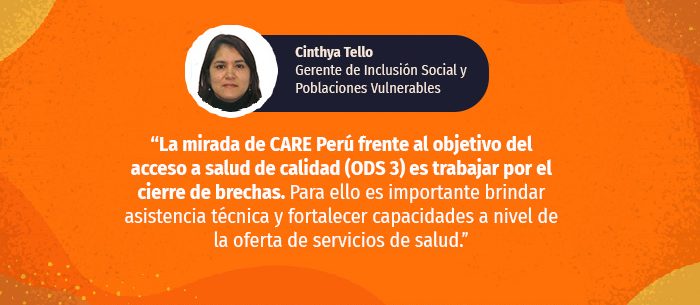 Cinthya Tello
Gerente de Inclusión Social y
Poblaciones Vulnerables
“La mirada de CARE Perú frente al objetivo del
acceso a salud de calidad (ODS 3) es trabajar por el
cierre de brechas. Para ello es importante brindar
asistencia técnica y fortalecer capacidades a nivel de
la oferta de servicios de salud.”